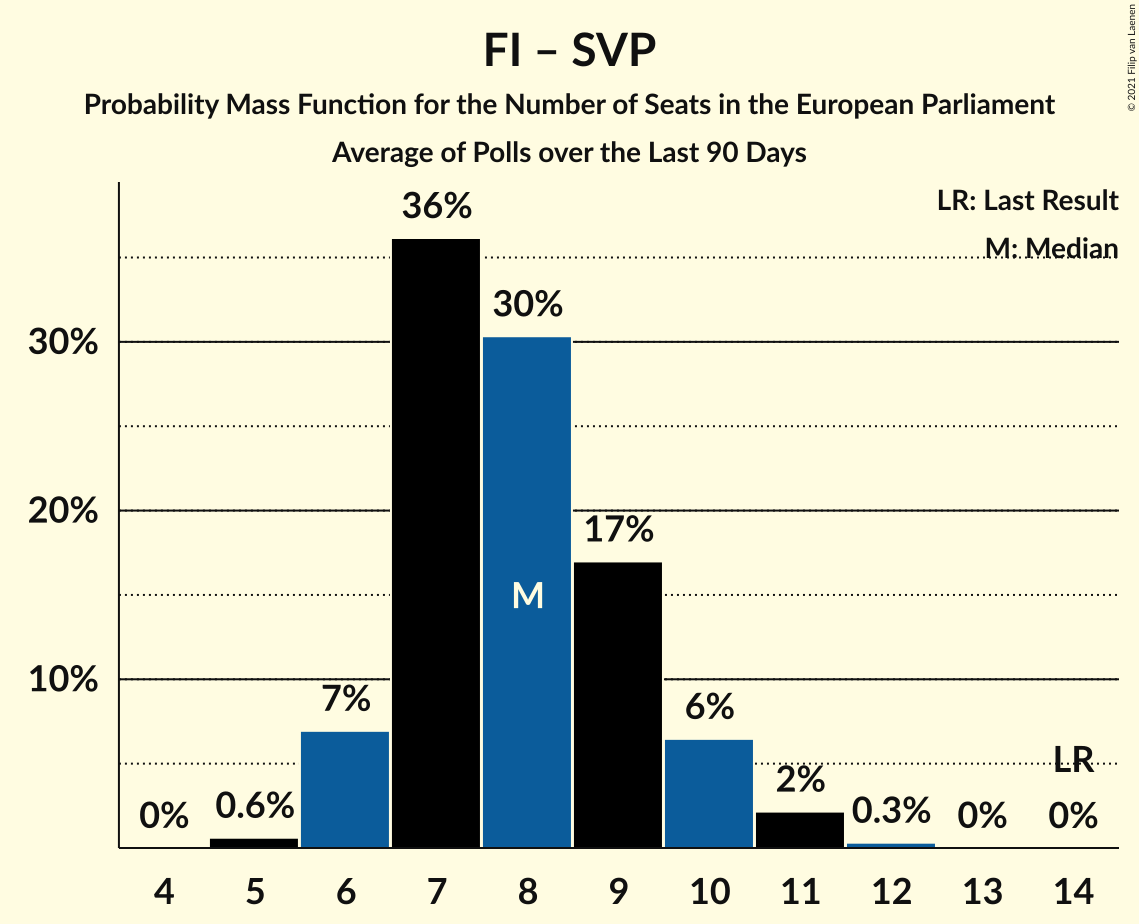 © 2021 Filip van Laenen
FI – SVP
Probability Mass Function for the Number of Seats in the European Parliament
Average of Polls over the Last 90 Days
LR: Last Result
M: Median
36%
30%
30%
20%
17%
M
10%
7%
6%
LR
2%
0%
0.6%
0.3%
0%
0%
4 5 6 7 8 9 10 11 12 13 14